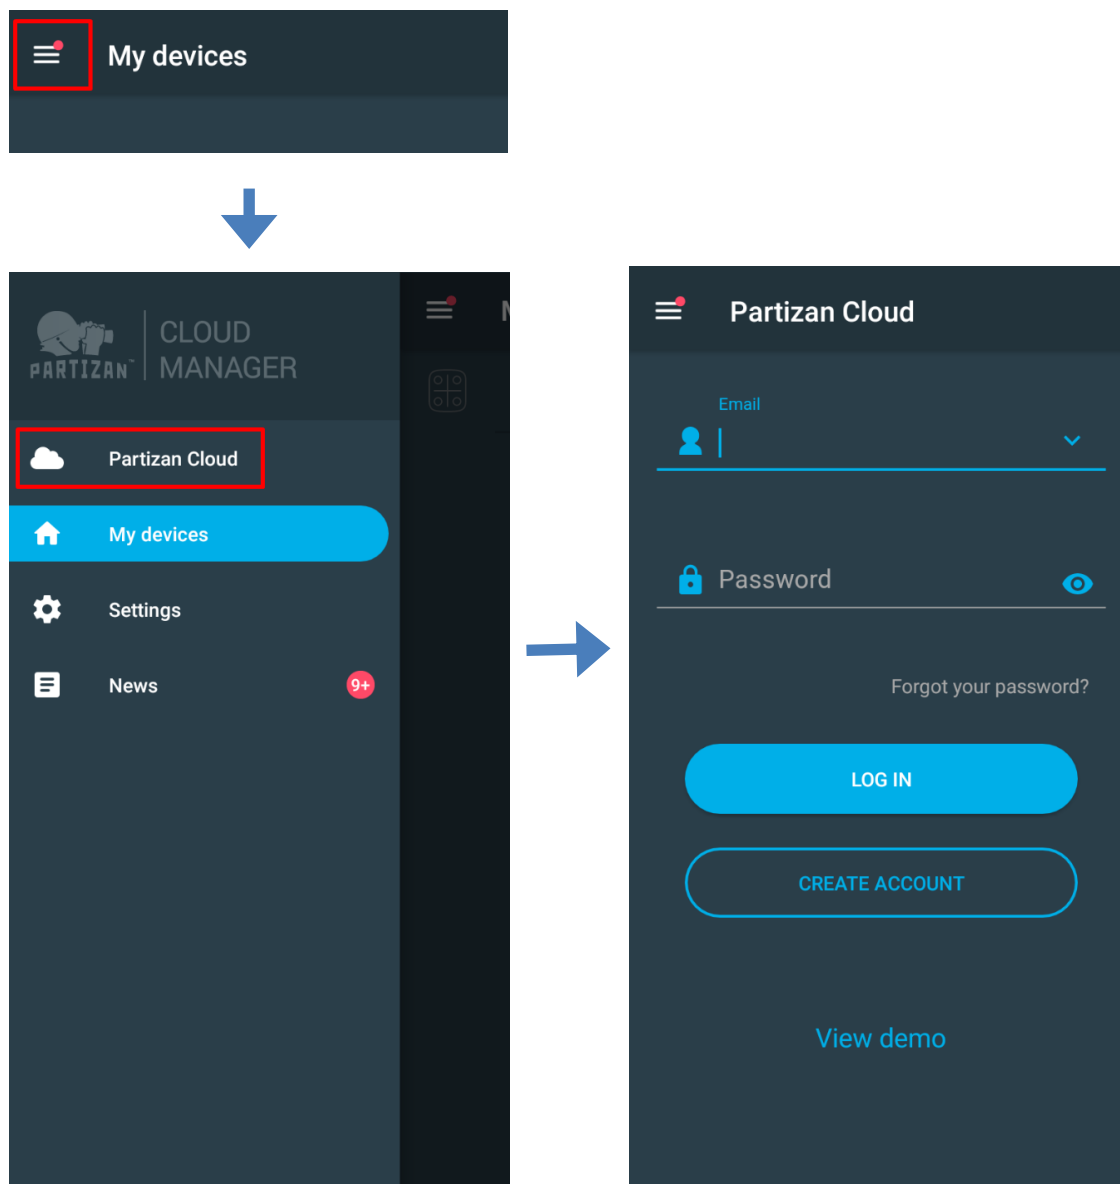 My devices
PARTIZAN™
CLOUD
MANAGER
Partizan Cloud
My devices
Settings
News
9+
Partizan Cloud
Email
Password
Forgot your password?
LOG IN
CREATE ACCOUNT
View demo